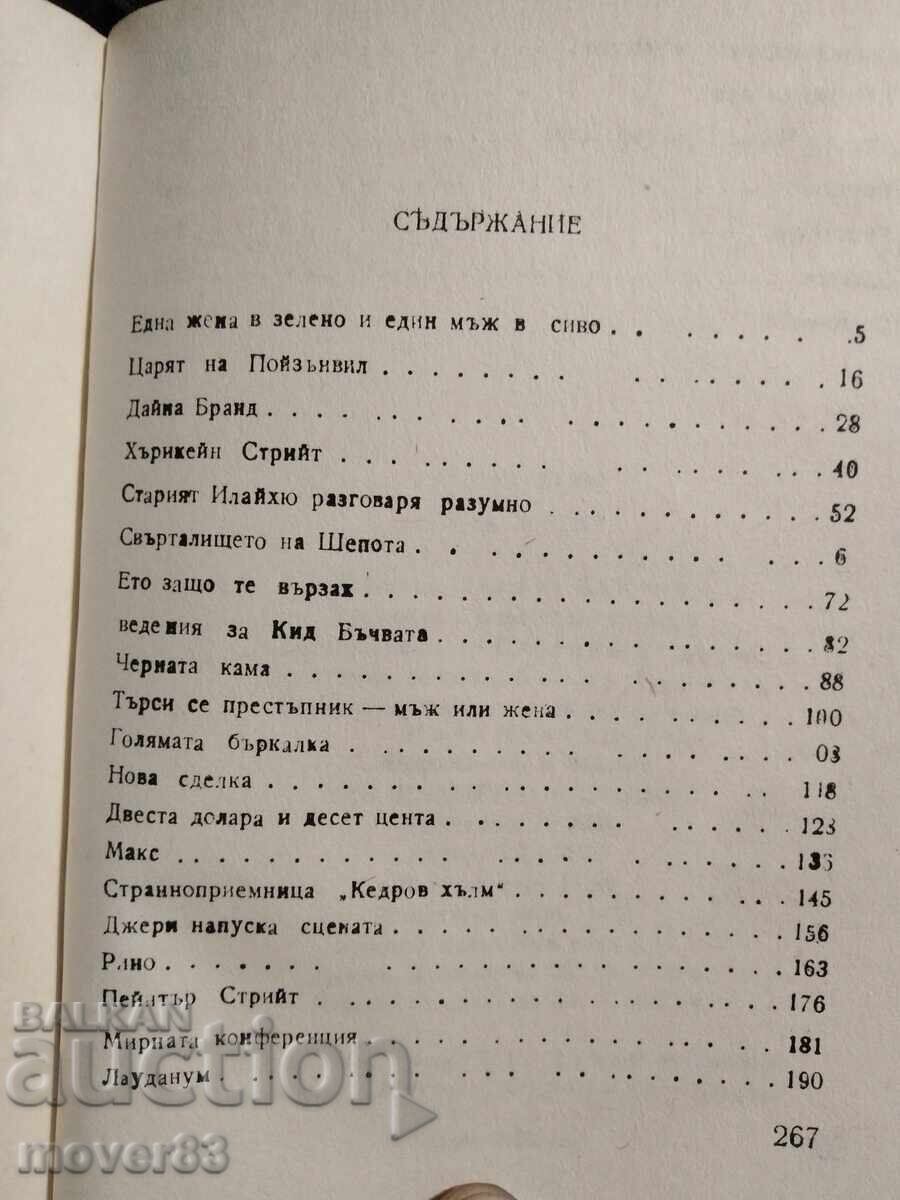 СЪДЪРЖАНИЕ
Една жена в зелено и един мъж в сиво . . . . . . . . .5
Царят на Пойзънвил . . . . . . . . . . . . . . . 16
Дайна Бранд . . . . . . . . . . . . . . . . . . 28
Хърикейн Стрийт . . . . . . . . . . . . . . . . 40
Старият Илайхю разговаря разумно . . . . . . . . . . . . 52
Свърталището на Шепота . . . . . . . . . . . . . . 6
Ето защо те вързах . . . . . . . . . . . . . . . . 72
ведения за Кид Бъчвата . . . . . . . . . . . . . . 82
Черната кама . . . . . . . . . . . . . . . . . . 88
Търси се престъпник — мъж или жена . . . . . . . . . . 100
Голямата бъркалка . . . . . . . . . . . . . . . . 03
Нова сделка . . . . . . . . . . . . . . . . . . 118
Двеста долара и десет цента . . . . . . . . . . . . . 123
Макс . . . . . . . . . . . . . . . . . . . . 136
Странноприемница „Кедров хълм“ . . . . . . . . . . . 145
Джери напуска сцената . . . . . . . . . . . . . . . 156
Рино . . . . . . . . . . . . . . . . . . . . 163
Пейнтър Стрийт . . . . . . . . . . . . . . . . . 176
Мирната конференция . . . . . . . . . . . . . . . 181
Лауданум . . . . . . . . . . . . . . . . . . . 190
267
BALKAN
auction
mover83